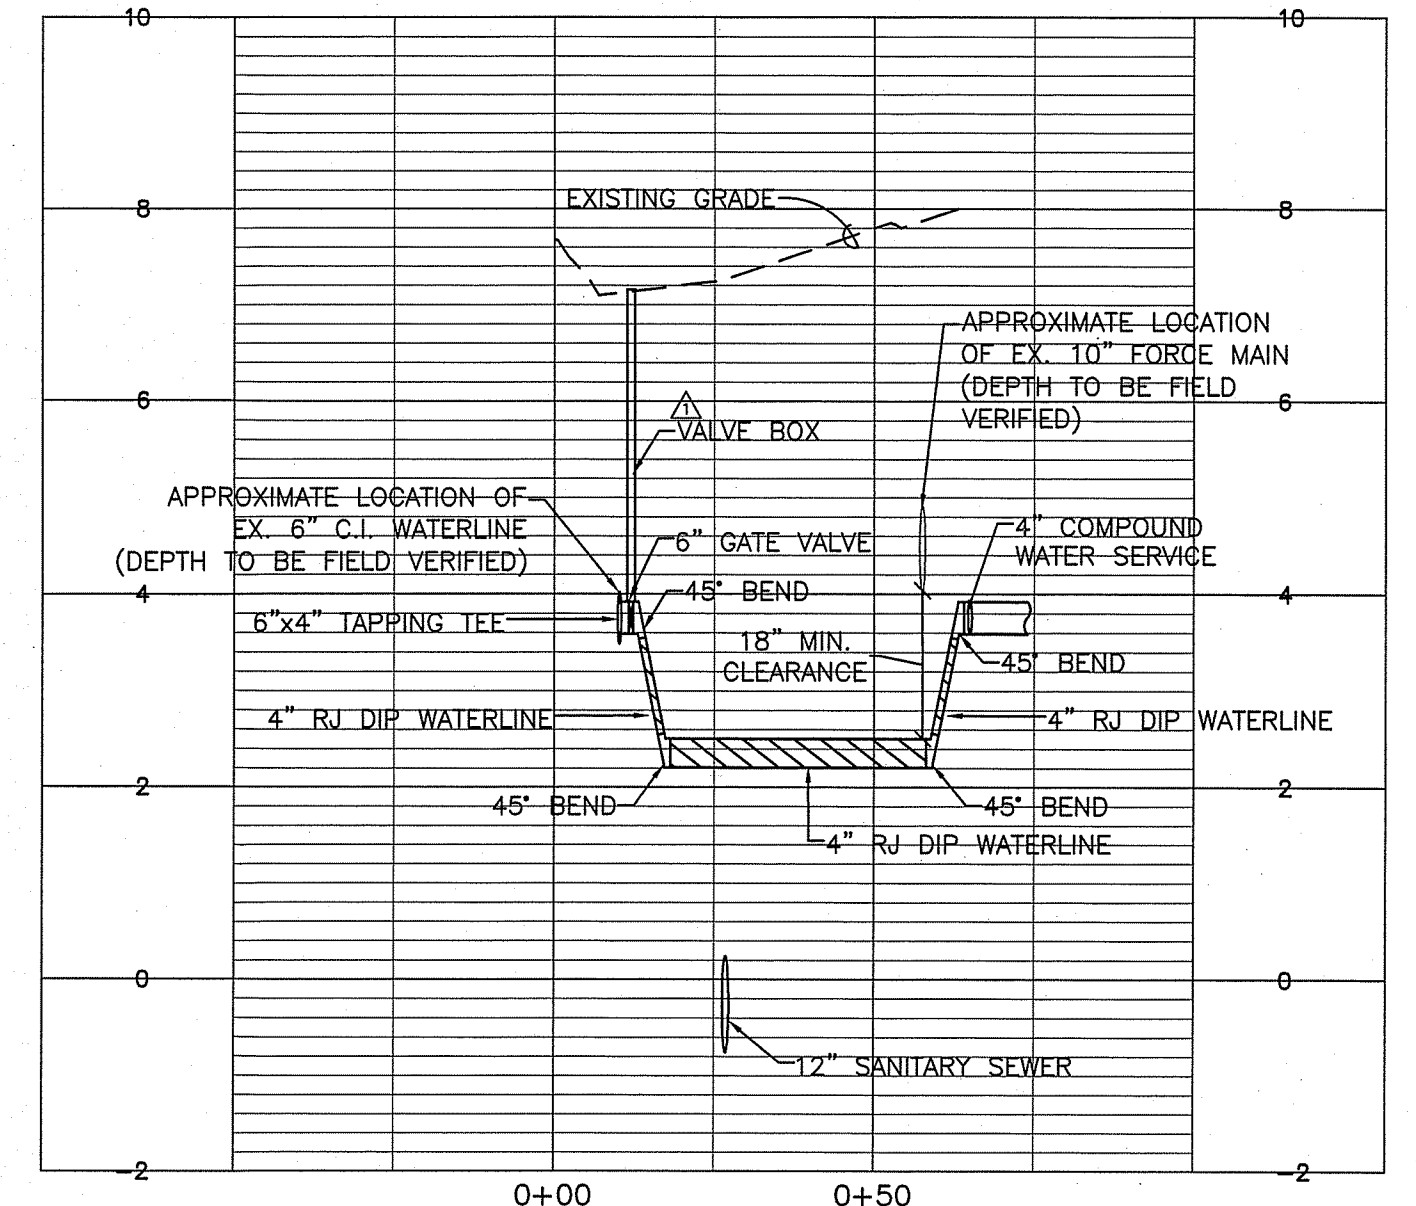 10
10
EXISTING GRADE
8
8
APPROXIMATE LOCATION
OF EX. 10" FORCE MAIN
(DEPTH TO BE FIELD
VERIFIED)
6
6
1
VALVE BOX
APPROXIMATE LOCATION OF
EX. 6" C.I. WATERLINE
(DEPTH TO BE FIELD VERIFIED)
6" GATE VALVE
4" COMPOUND
WATER SERVICE
4
45° BEND
4
6"x4" TAPPING TEE
18" MIN.
CLEARANCE
45° BEND
4" RJ DIP WATERLINE
4" RJ DIP WATERLINE
2
2
45° BEND
45° BEND
4" RJ DIP WATERLINE
0
0
12" SANITARY SEWER
-2
-2
0+00
0+50